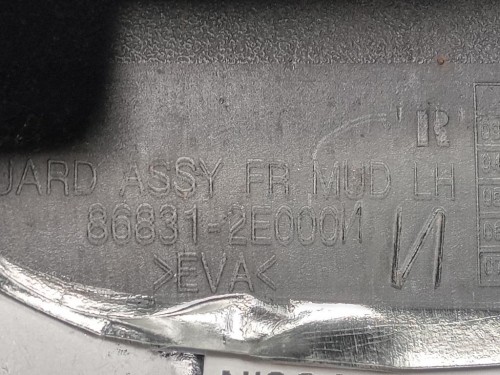 R
UARD ASSY FR MUD LH
86831-2E000И
>EVA<
И